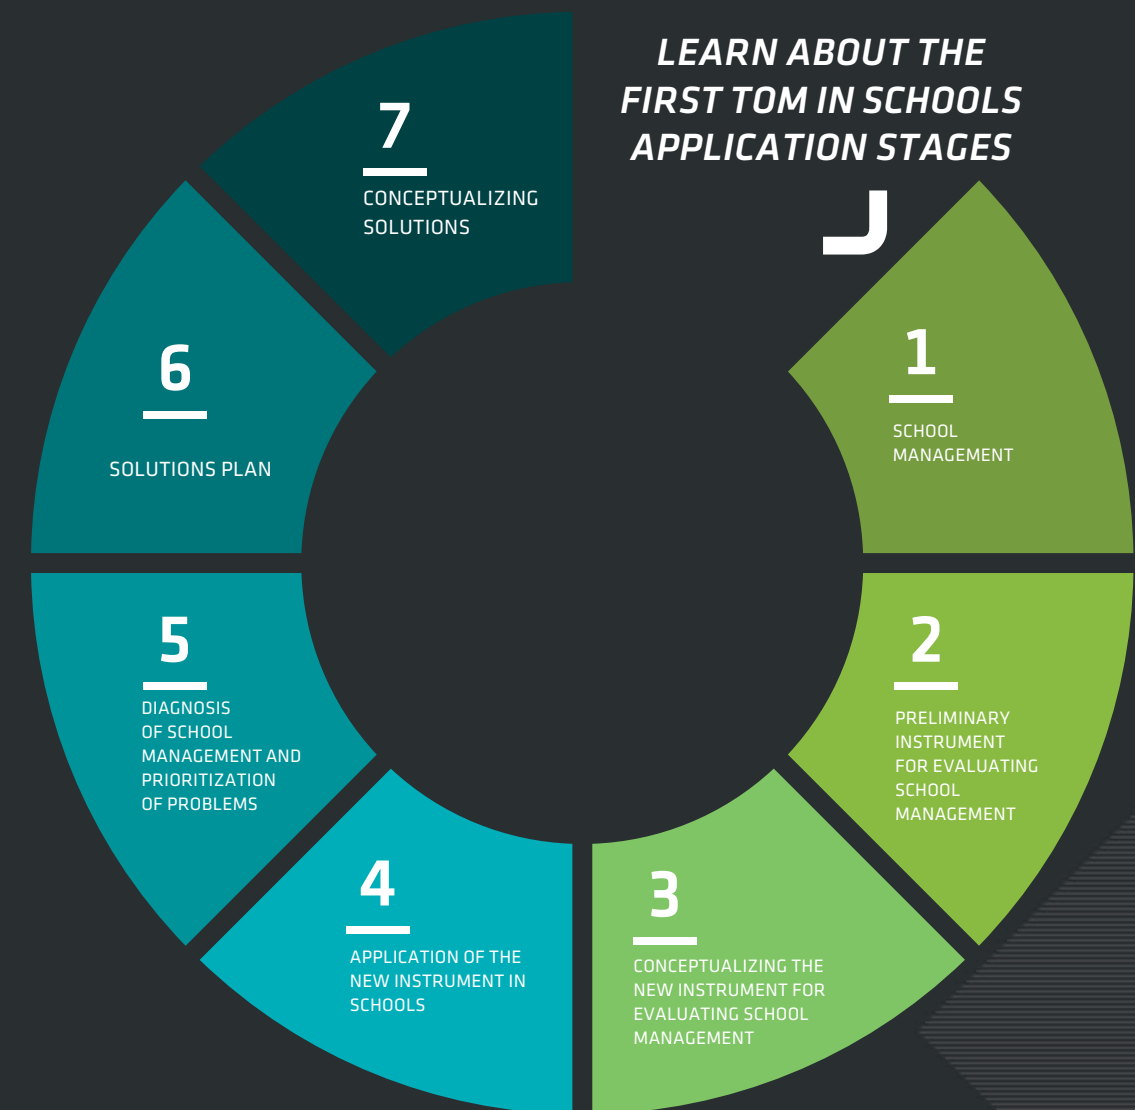 LEARN ABOUT THE
FIRST TOM IN SCHOOLS
APPLICATION STAGES
1
SCHOOL
MANAGEMENT
2
PRELIMINARY
INSTRUMENT
FOR EVALUATING
SCHOOL
MANAGEMENT
3
CONCEPTUALIZING THE
NEW INSTRUMENT FOR
EVALUATING SCHOOL
MANAGEMENT
4
APPLICATION OF THE
NEW INSTRUMENT IN
SCHOOLS
5
DIAGNOSIS
OF SCHOOL
MANAGEMENT AND
PRIORITIZATION
OF PROBLEMS
6
SOLUTIONS PLAN
7
CONCEPTUALIZING
SOLUTIONS